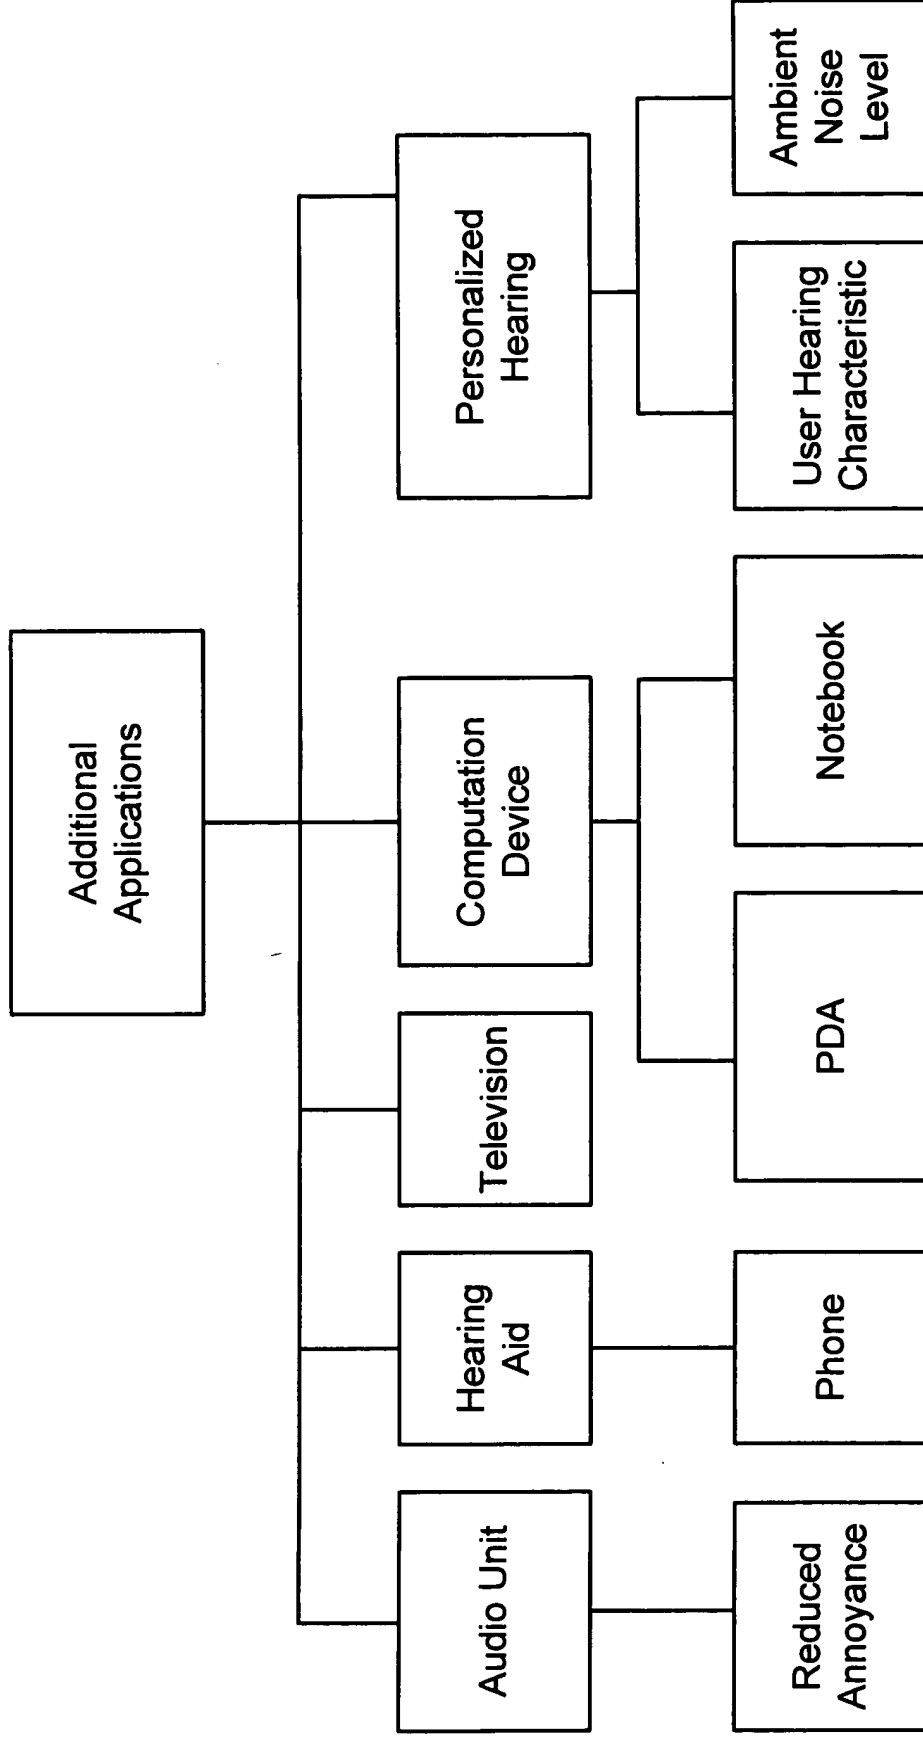 Additional
Applications
Audio Unit
Hearing
Aid
Television
Computation
Device
Personalized
Hearing
Reduced
Annoyance
Phone
PDA
Notebook
User Hearing
Characteristic
Ambient
Noise
Level